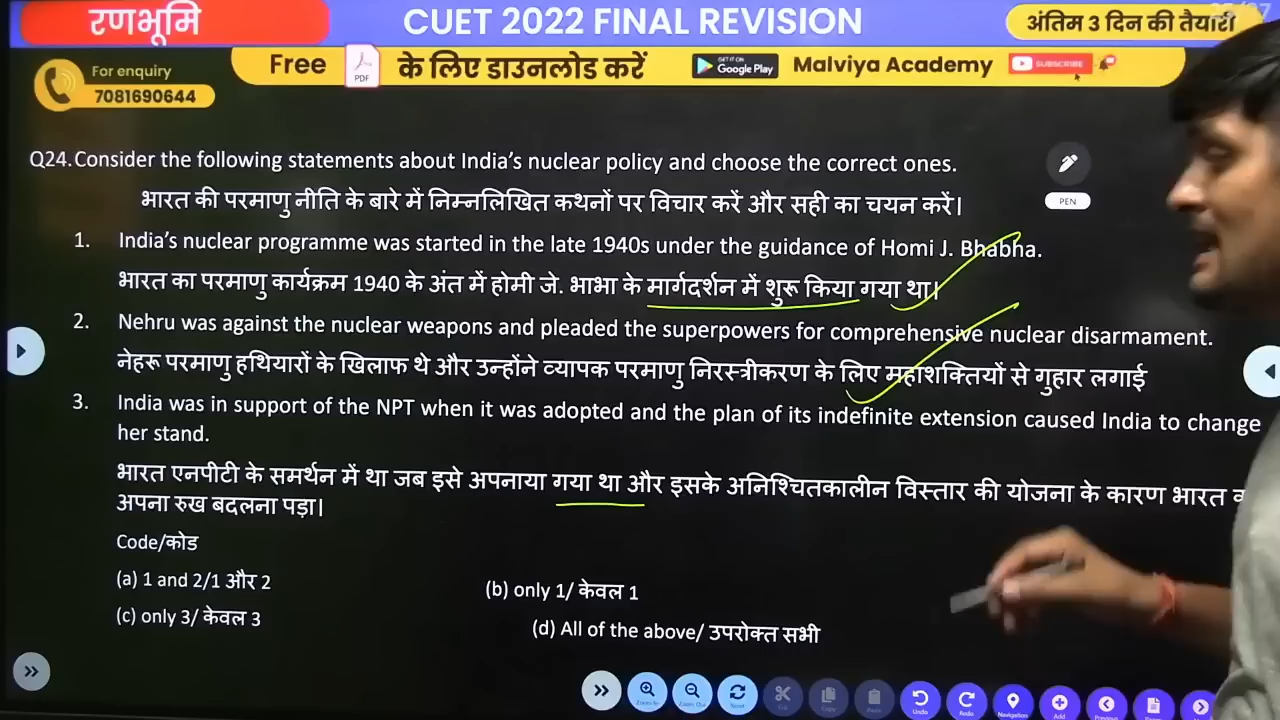 रणभूमि
CUET 2022 FINAL REVISION
अंतिम 3 दिन की तैयारी
For enquiry
7081690644
Free PDF के लिए डाउनलोड करें
GET IT ON
Google Play
Malviya Academy
SUBSCRIBE
Q24.Consider the following statements about India's nuclear policy and choose the correct ones.
भारत की परमाणु नीति के बारे में निम्नलिखित कथनों पर विचार करें और सही का चयन करें|
PEN
1. India's nuclear programme was started in the late 1940s under the guidance of Homi J. Bhabha.
भारत का परमाणु कार्यक्रम 1940 के अंत में होमी जे. भाभा के मार्गदर्शन में शुरू किया गया था|
2. Nehru was against the nuclear weapons and pleaded the superpowers for comprehensive nuclear disarmament.
नेहरू परमाणु हथियारों के खिलाफ थे और उन्होंने व्यापक परमाणु निरस्त्रीकरण के लिए महाशक्तियों से गुहार लगाई
3. India was in support of the NPT when it was adopted and the plan of its indefinite extension caused India to change
her stand.
भारत एनपीटी के समर्थन में था जब इसे अपनाया गया था और इसके अनिश्चितकालीन विस्तार की योजना के कारण भारत
अपना रुख बदलना पड़ा|
Code/कोड
(a) 1 and 2/1 और 2
(b) only 1/ केवल 1
(c) only 3/ केवल 3
(d) All of the above/ उपरोक्त सभी
Undo
Redo
Navigation
Add
Previous